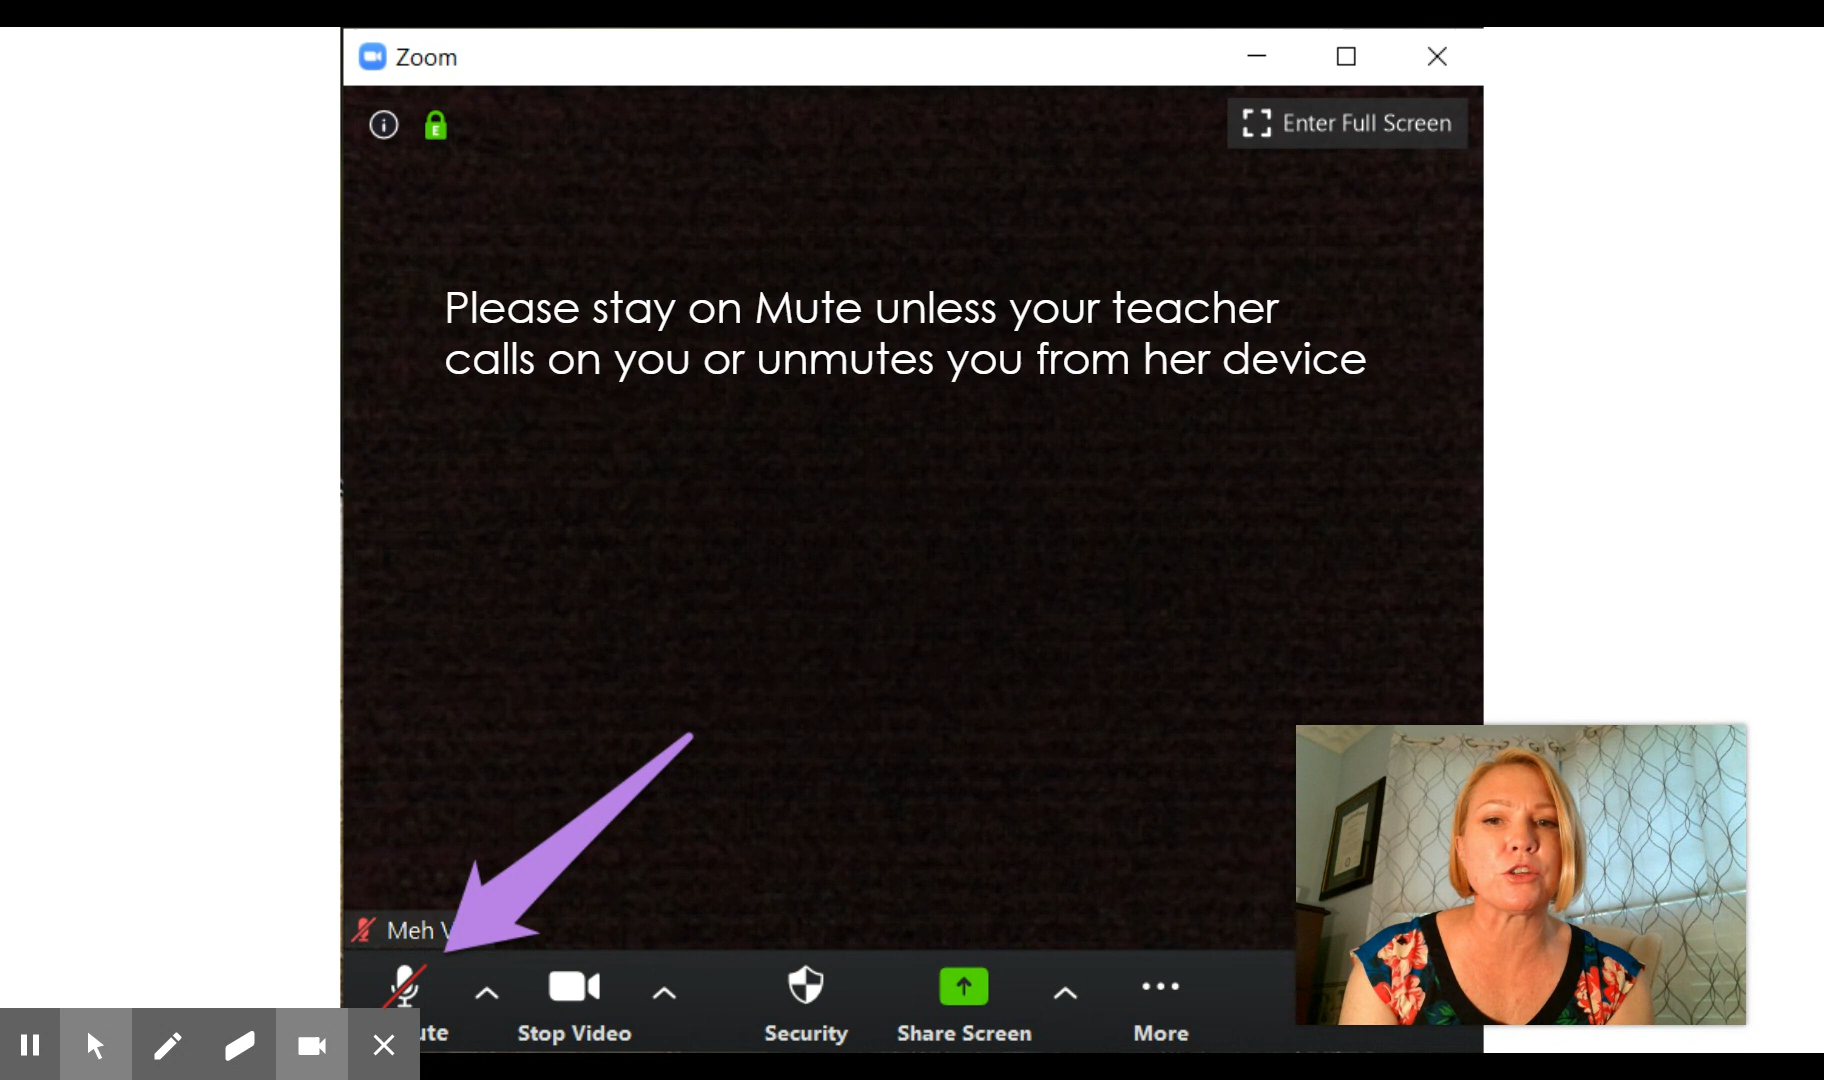 Zoom
Enter Full Screen
Please stay on Mute unless your teacher
calls on you or unmutes you from her device
Meh
Stop Video
Security
Share Screen
More